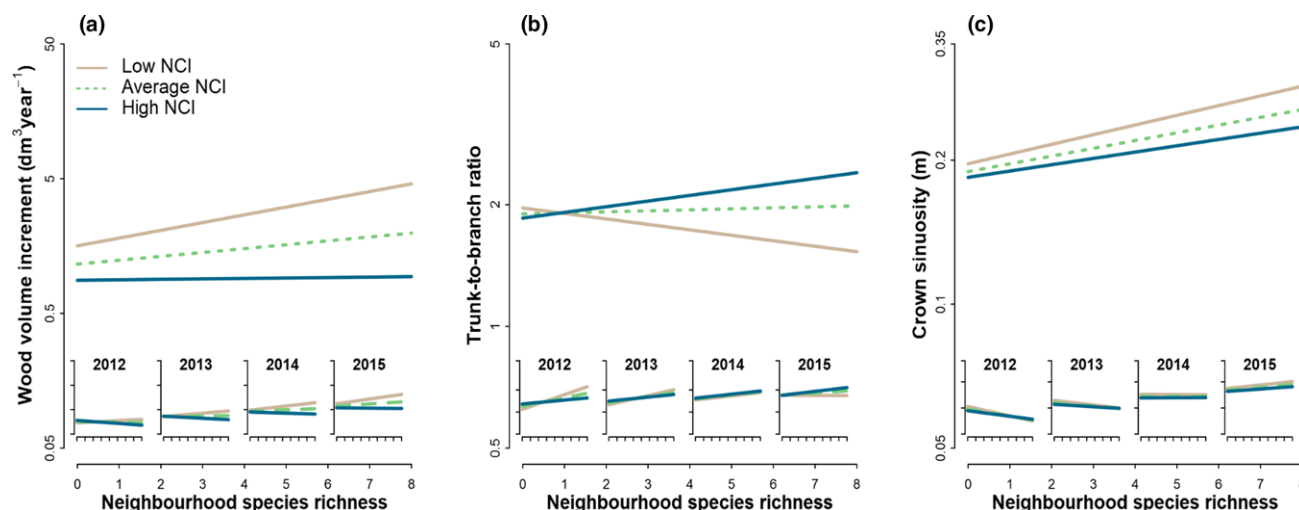 (a)
Wood volume increment (dm³year⁻¹)
50
5
0.5
0.05
Low NCI
Average NCI
High NCI
2012
2013
2014
2015
0 1 2 3 4 5 6 7 8
Neighbourhood species richness
(b)
Trunk-to-branch ratio
5
2
1
0.5
2012
2013
2014
2015
0 1 2 3 4 5 6 7 8
Neighbourhood species richness
(c)
Crown sinuosity (m)
0.35
0.2
0.1
0.05
2012
2013
2014
2015
0 1 2 3 4 5 6 7 8
Neighbourhood species richness